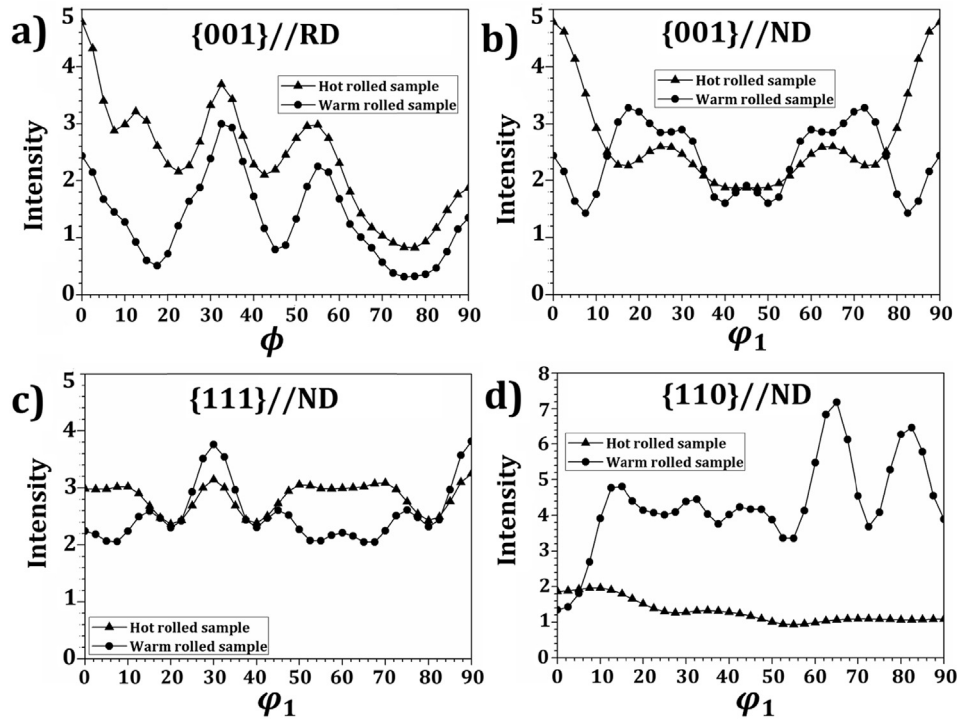 a)
{001}//RD
Hot rolled sample
Warm rolled sample
Intensity
5
4
3
2
1
0
0 10 20 30 40 50 60 70 80 90
ϕ
b)
{001}//ND
Hot rolled sample
Warm rolled sample
Intensity
5
4
3
2
1
0
0 10 20 30 40 50 60 70 80 90
φ1
c)
{111}//ND
Hot rolled sample
Warm rolled sample
Intensity
5
4
3
2
1
0
0 10 20 30 40 50 60 70 80 90
φ1
d)
{110}//ND
Hot rolled sample
Warm rolled sample
Intensity
8
7
6
5
4
3
2
1
0
0 10 20 30 40 50 60 70 80 90
φ1